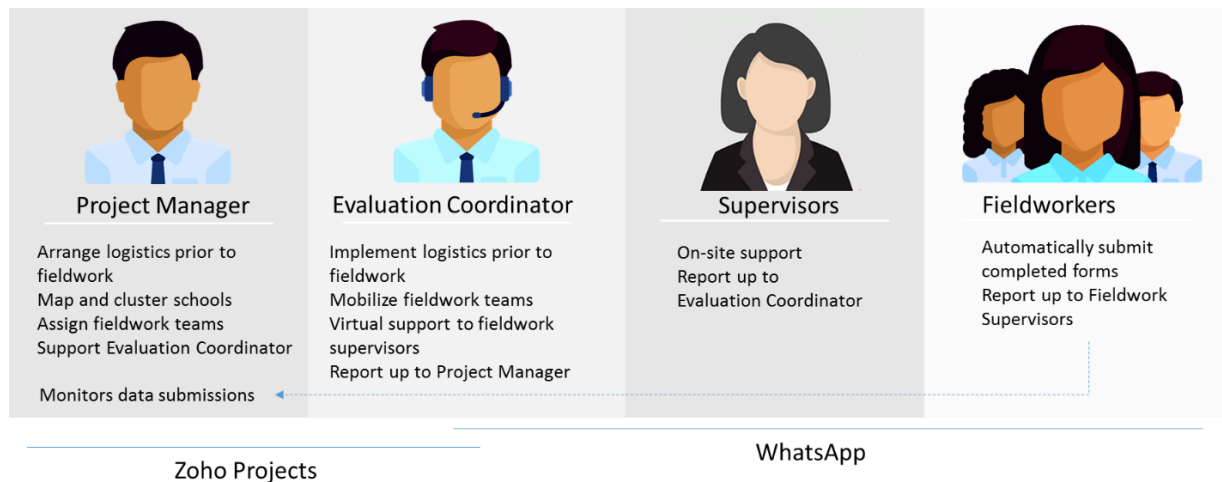 Project Manager
Arrange logistics prior to
fieldwork
Map and cluster schools
Assign fieldwork teams
Support Evaluation Coordinator
Monitors data submissions
Evaluation Coordinator
Implement logistics prior to
fieldwork
Mobilize fieldwork teams
Virtual support to fieldwork
supervisors
Report up to Project Manager
Supervisors
On-site support
Report up to
Evaluation Coordinator
Fieldworkers
Automatically submit
completed forms
Report up to Fieldwork
Supervisors
Zoho Projects
WhatsApp